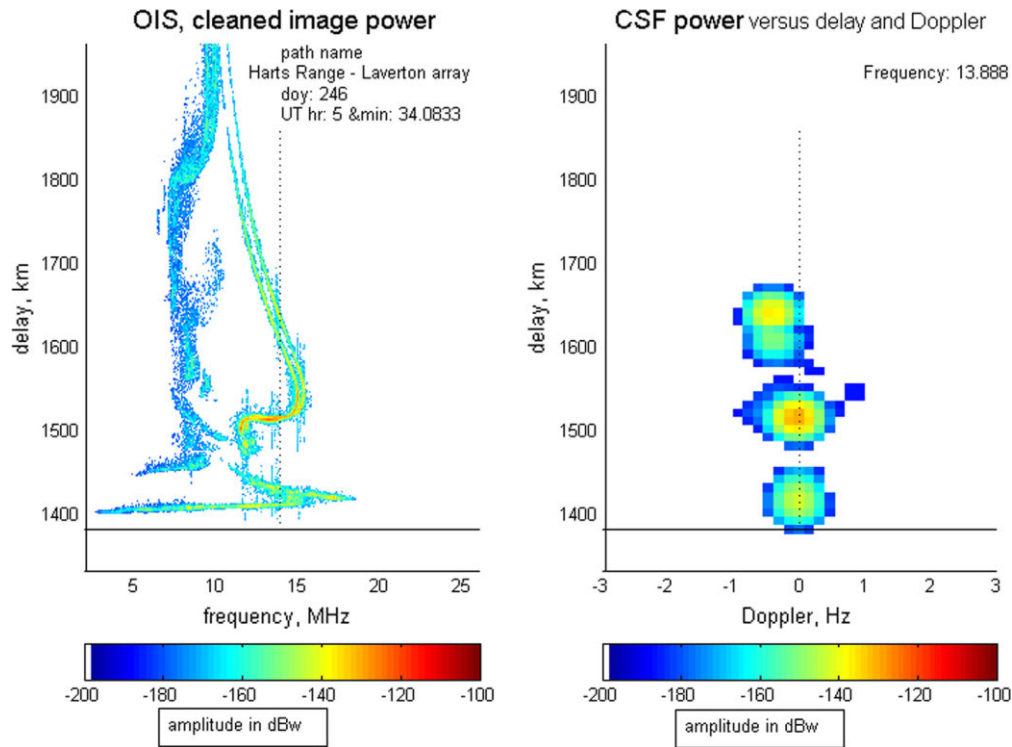 OIS, cleaned image power
path name
Harts Range - Laverton array
doy: 246
UT hr: 5 &min: 34.0833
1900
1800
1700
1600
1500
1400
delay, km
5 10 15 20 25
frequency, MHz
-200 -180 -160 -140 -120 -100
amplitude in dBw
CSF power versus delay and Doppler
Frequency: 13.888
1900
1800
1700
1600
1500
1400
delay, km
-3 -2 -1 0 1 2 3
Doppler, Hz
-200 -180 -160 -140 -120 -100
amplitude in dBw